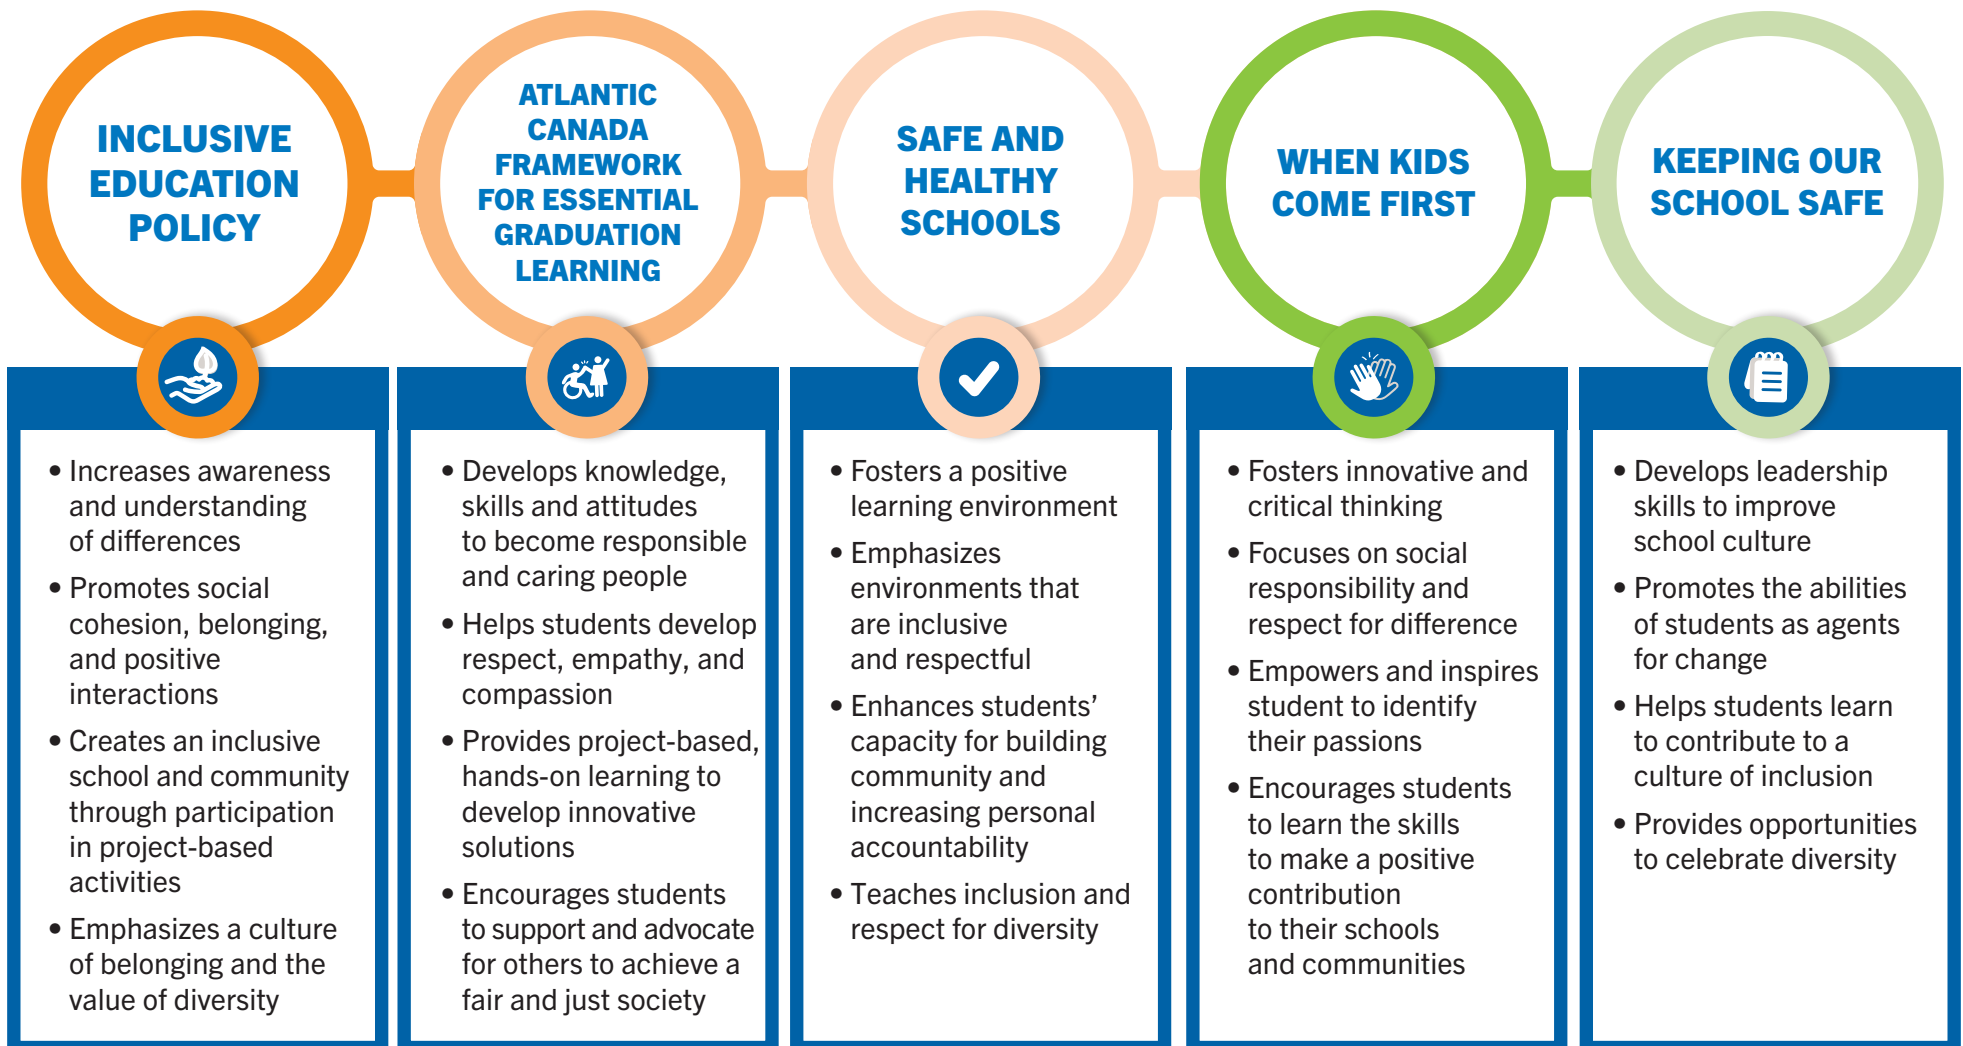 INCLUSIVE
EDUCATION
POLICY
• Increases awareness
and understanding
of differences
• Promotes social
cohesion, belonging,
and positive
interactions
• Creates an inclusive
school and community
through participation
in project-based
activities
• Emphasizes a culture
of belonging and the
value of diversity
ATLANTIC
CANADA
FRAMEWORK
FOR ESSENTIAL
GRADUATION
LEARNING
• Develops knowledge,
skills and attitudes
to become responsible
and caring people
• Helps students develop
respect, empathy, and
compassion
• Provides project-based,
hands-on learning to
develop innovative
solutions
• Encourages students
to support and advocate
for others to achieve a
fair and just society
SAFE AND
HEALTHY
SCHOOLS
• Fosters a positive
learning environment
• Emphasizes
environments that
are inclusive
and respectful
• Enhances students’
capacity for building
community and
increasing personal
accountability
• Teaches inclusion and
respect for diversity
WHEN KIDS
COME FIRST
• Fosters innovative and
critical thinking
• Focuses on social
responsibility and
respect for difference
• Empowers and inspires
student to identify
their passions
• Encourages students
to learn the skills
to make a positive
contribution
to their schools
and communities
KEEPING OUR
SCHOOL SAFE
• Develops leadership
skills to improve
school culture
• Promotes the abilities
of students as agents
for change
• Helps students learn
to contribute to a
culture of inclusion
• Provides opportunities
to celebrate diversity